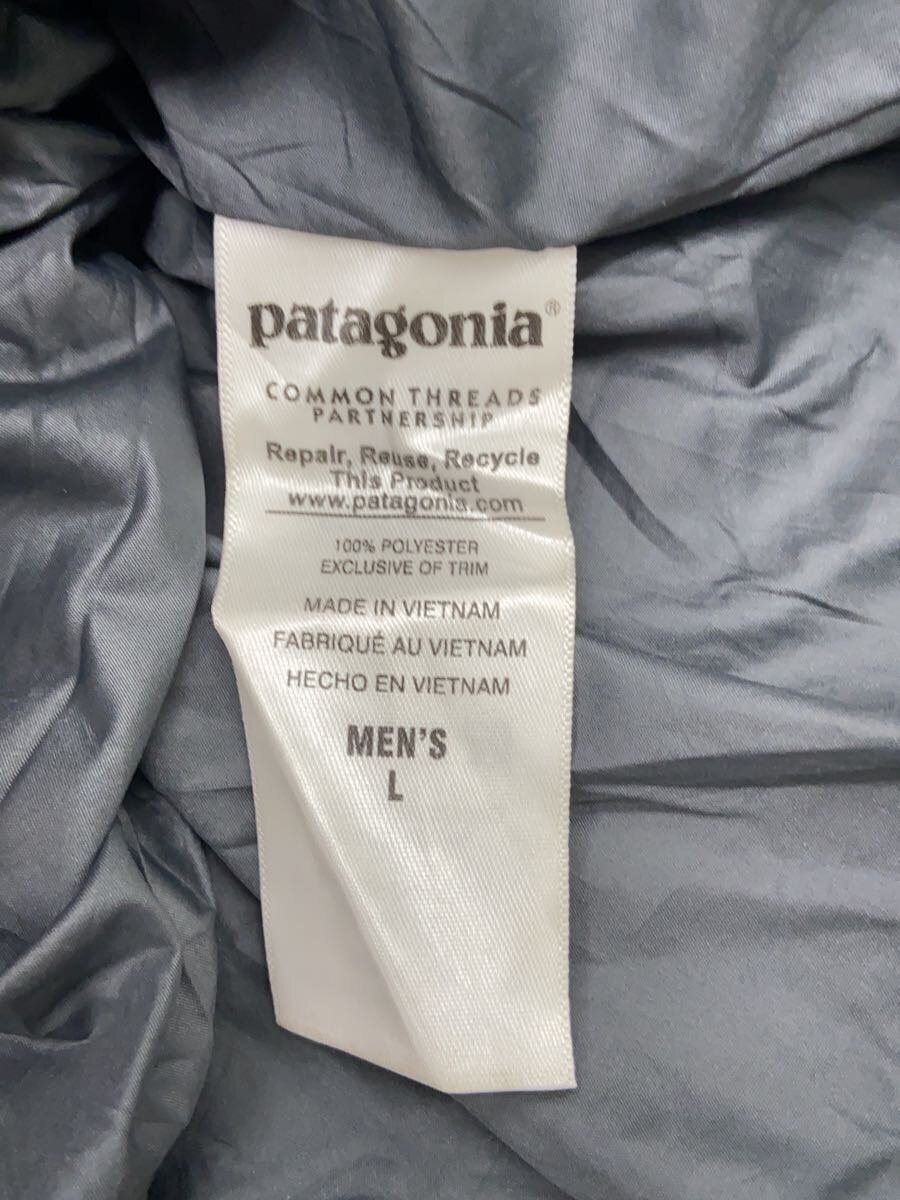 patagonia®
COMMON THREADS
PARTNERSHIP
Repair, Reuse, Recycle
This Product
www.patagonia.com
100% POLYESTER
EXCLUSIVE OF TRIM
MADE IN VIETNAM
FABRIQUÉ AU VIETNAM
HECHO EN VIETNAM
MEN'S
L